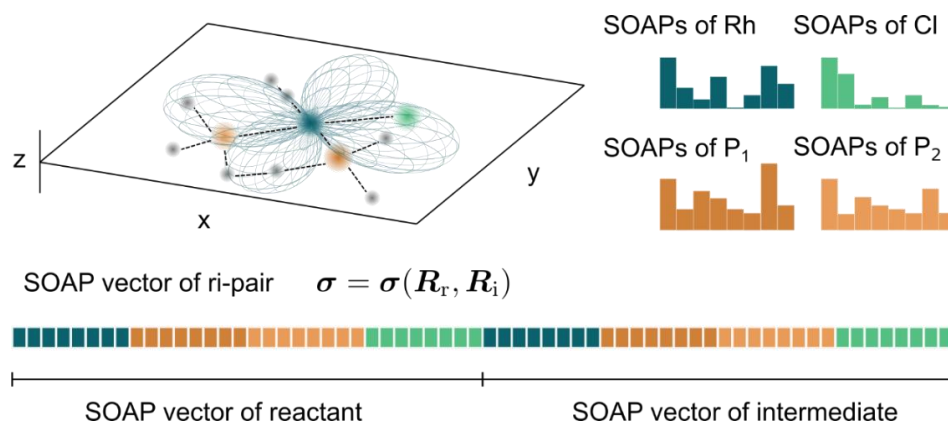 SOAPs of Rh
SOAPs of Cl
z
x
y
SOAPs of P₁
SOAPs of P₂
SOAP vector of ri-pair σ = σ(Rᵣ, Rᵢ)
SOAP vector of reactant
SOAP vector of intermediate